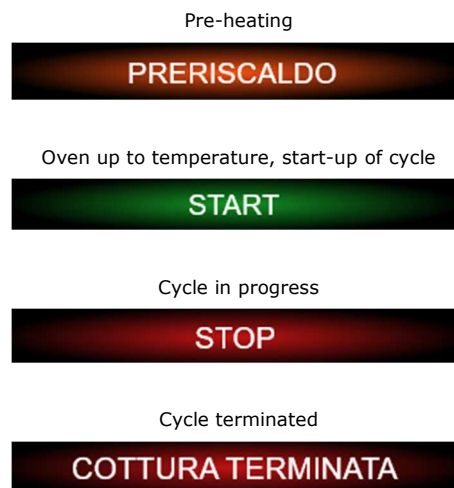 Pre-heating
PRERISCALDO
Oven up to temperature, start-up of cycle
START
Cycle in progress
STOP
Cycle terminated
COTTURA TERMINATA